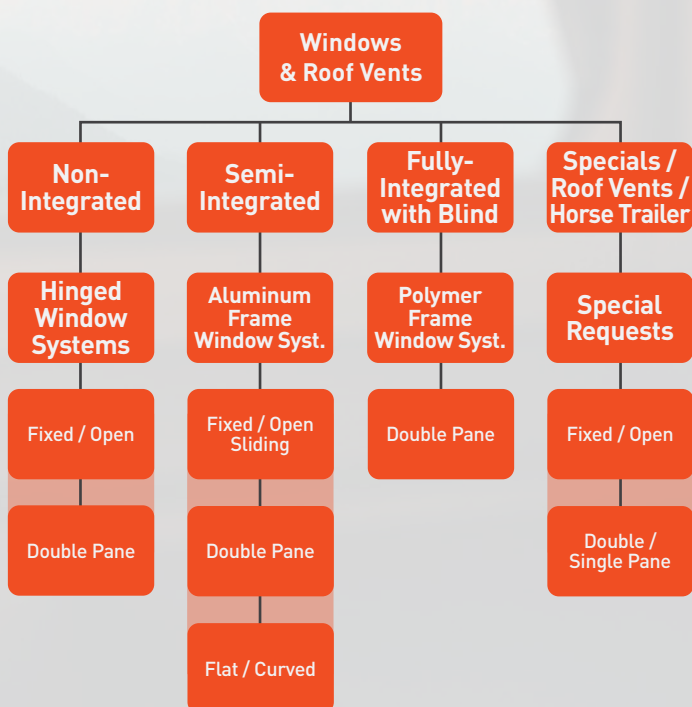 Windows
& Roof Vents
Non-
Integrated
Semi-
Integrated
Fully-
Integrated
with Blind
Specials /
Roof Vents /
Horse Trailer
Hinged
Window
Systems
Aluminum
Frame
Window Syst.
Polymer
Frame
Window Syst.
Special
Requests
Fixed / Open
Fixed / Open
Sliding
Double Pane
Fixed / Open
Double Pane
Double Pane
Double /
Single Pane
Flat / Curved